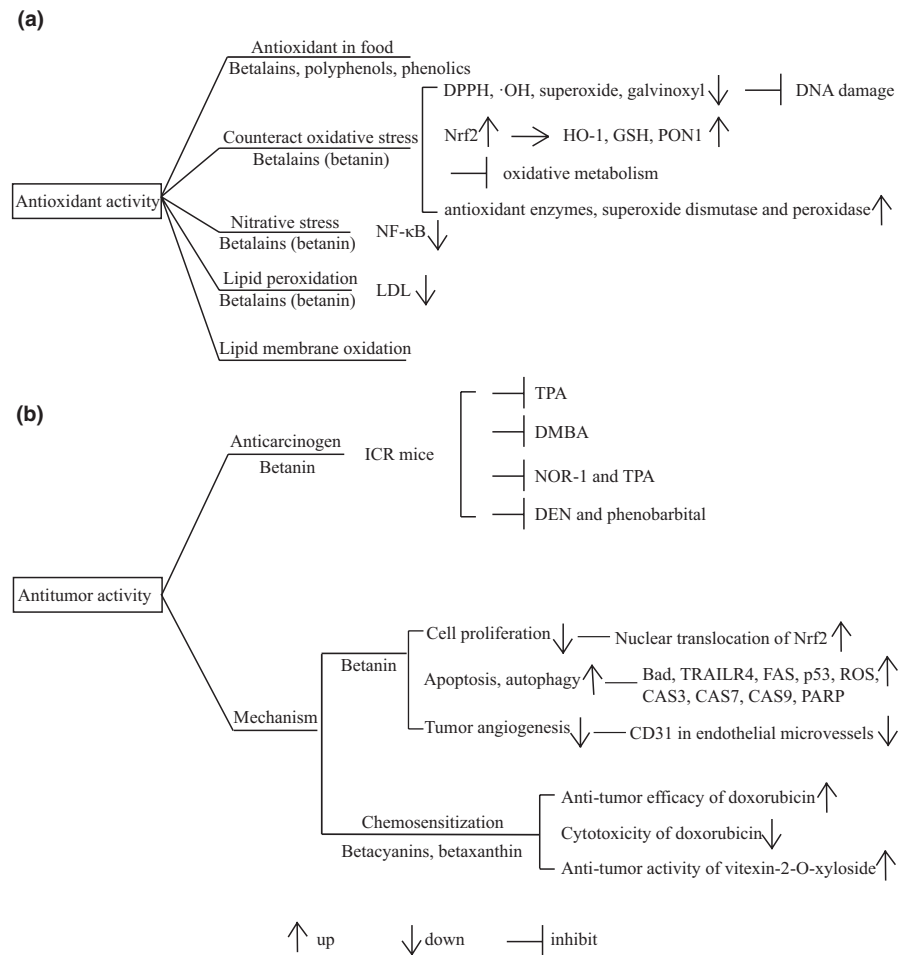 (a)
Antioxidant in food
Betalains, polyphenols, phenolics
DPPH, ·OH, superoxide, galvinoxyl
DNA damage
Counteract oxidative stress
Betalains (betanin)
Nrf2
HO-1, GSH, PON1
oxidative metabolism
Antioxidant activity
antioxidant enzymes, superoxide dismutase and peroxidase
Nitrative stress
Betalains (betanin)
NF-κB
Lipid peroxidation
Betalains (betanin)
LDL
Lipid membrane oxidation
(b)
TPA
DMBA
Anticarcinogen
Betanin
ICR mice
NOR-1 and TPA
DEN and phenobarbital
Antitumor activity
Cell proliferation
Nuclear translocation of Nrf2
Betanin
Apoptosis, autophagy
Bad, TRAILR4, FAS, p53, ROS,
CAS3, CAS7, CAS9, PARP
Mechanism
Tumor angiogenesis
CD31 in endothelial microvessels
Chemosensitization
Betacyanins, betaxanthin
Anti-tumor efficacy of doxorubicin
Cytotoxicity of doxorubicin
Anti-tumor activity of vitexin-2-O-xyloside
up
down
inhibit